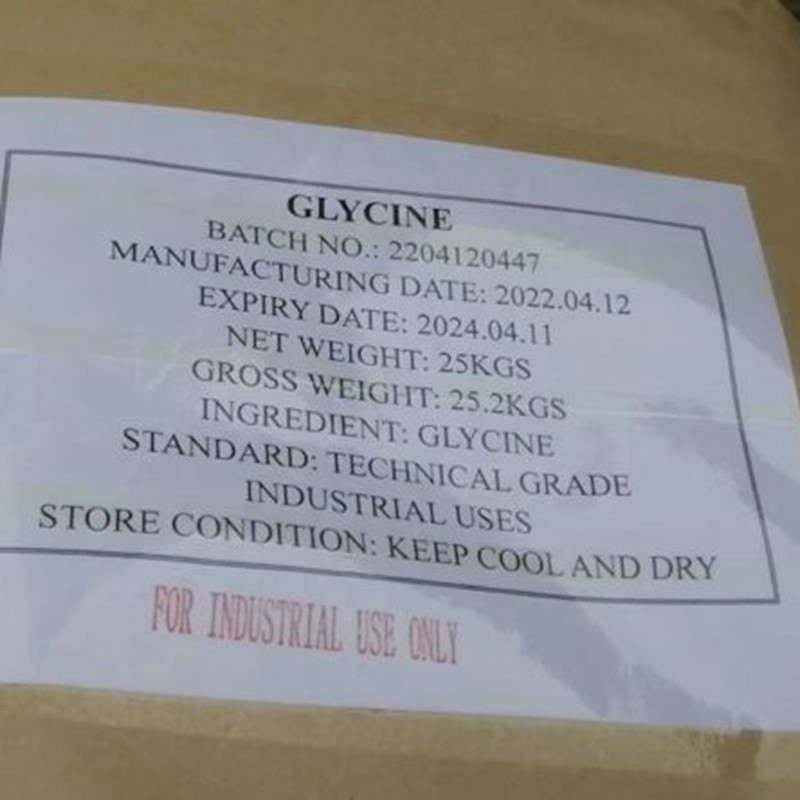 GLYCINE
BATCH NO.: 2204120447
MANUFACTURING DATE: 2022.04.12
EXPIRY DATE: 2024.04.11
NET WEIGHT: 25KGS
GROSS WEIGHT: 25.2KGS
INGREDIENT: GLYCINE
STANDARD: TECHNICAL GRADE
INDUSTRIAL USES
STORE CONDITION: KEEP COOL AND DRY
FOR INDUSTRIAL USE ONLY